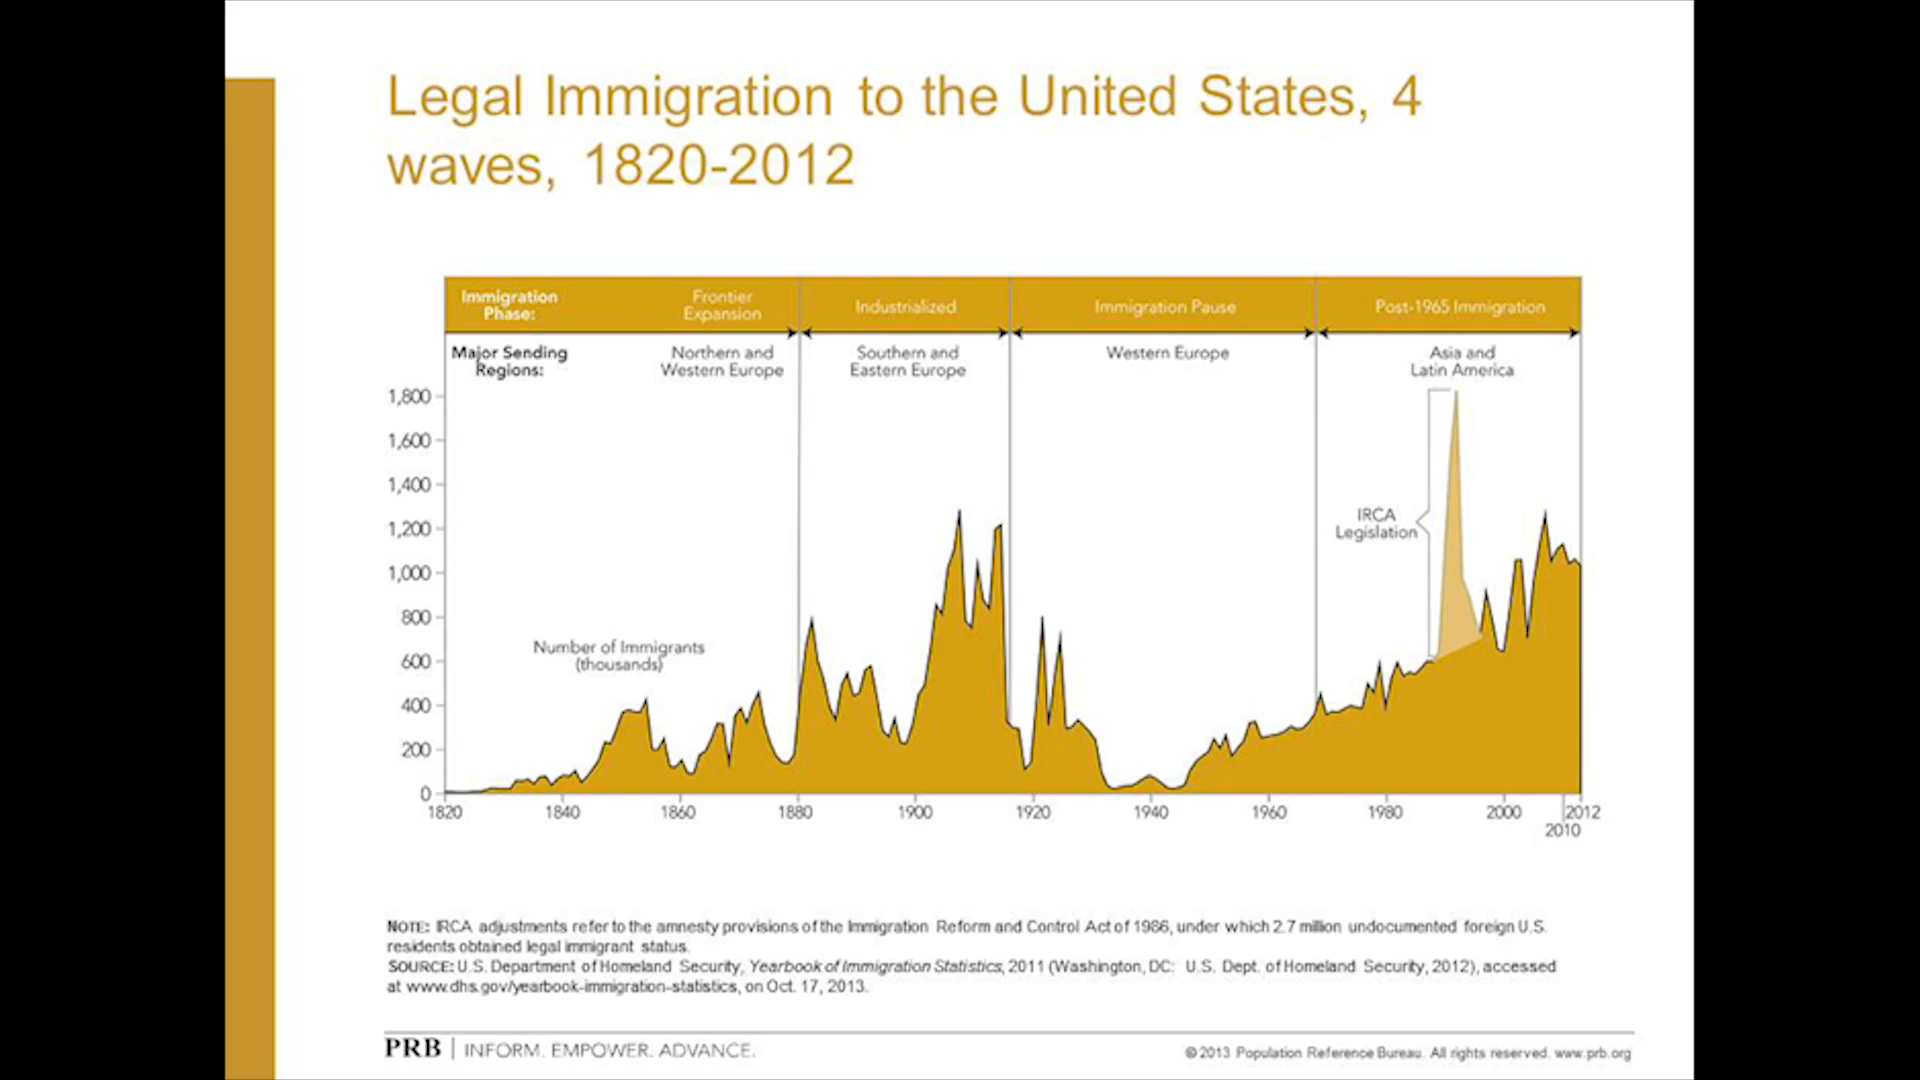 Legal Immigration to the United States, 4
waves, 1820-2012
Immigration
Phase:
Frontier
Expansion
Industrialized
Immigration Pause
Post-1965 Immigration
Major Sending
Regions:
Northern and
Western Europe
Southern and
Eastern Europe
Western Europe
Asia and
Latin America
1,800
1,600
1,400
1,200
1,000
800
600
400
200
0
IRCA
Legislation
Number of Immigrants
(thousands)
1820 1840 1860 1880 1900 1920 1940 1960 1980 2000 2012
2010
NOTE: IRCA adjustments refer to the amnesty provisions of the Immigration Reform and Control Act of 1986, under which 2.7 million undocumented foreign U.S.
residents obtained legal immigrant status.
SOURCE: U.S. Department of Homeland Security, Yearbook of Immigration Statistics, 2011 (Washington, DC: U.S. Dept. of Homeland Security, 2012), accessed
at www.dhs.gov/yearbook-immigration-statistics, on Oct. 17, 2013.
PRB | INFORM. EMPOWER. ADVANCE.
© 2013 Population Reference Bureau. All rights reserved. www.prb.org